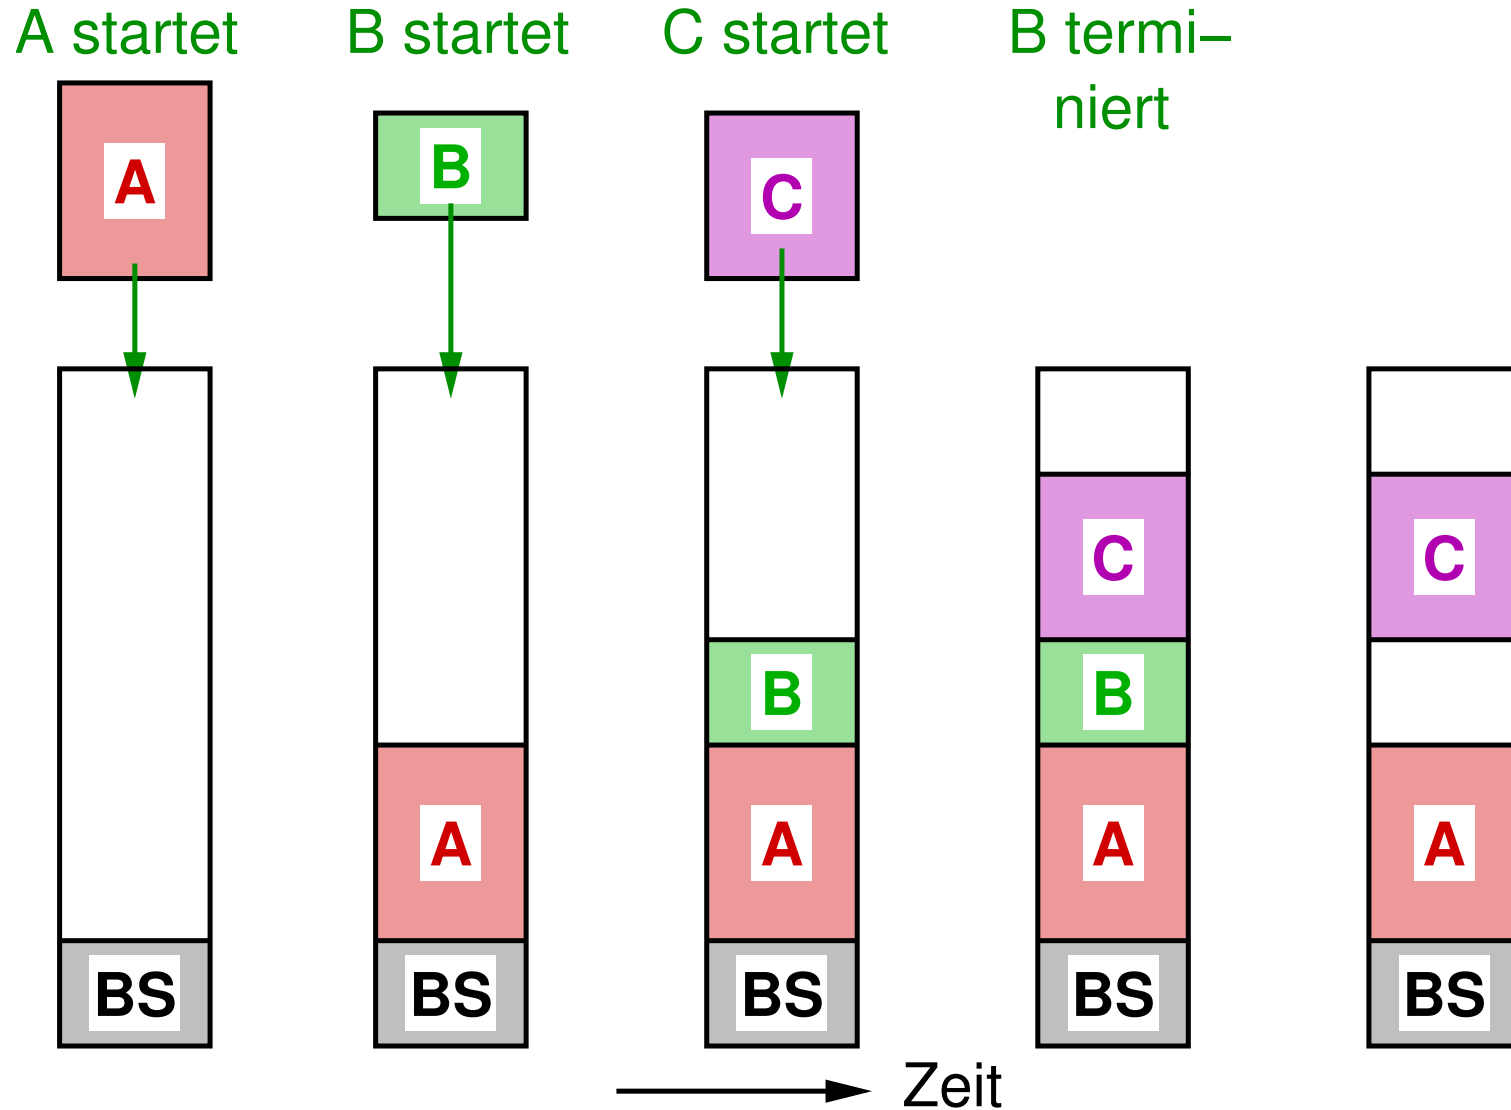 A startet
B startet
C startet
B termi–
niert
A
B
C
C
C
B
B
A
A
A
A
BS
BS
BS
BS
BS
Zeit